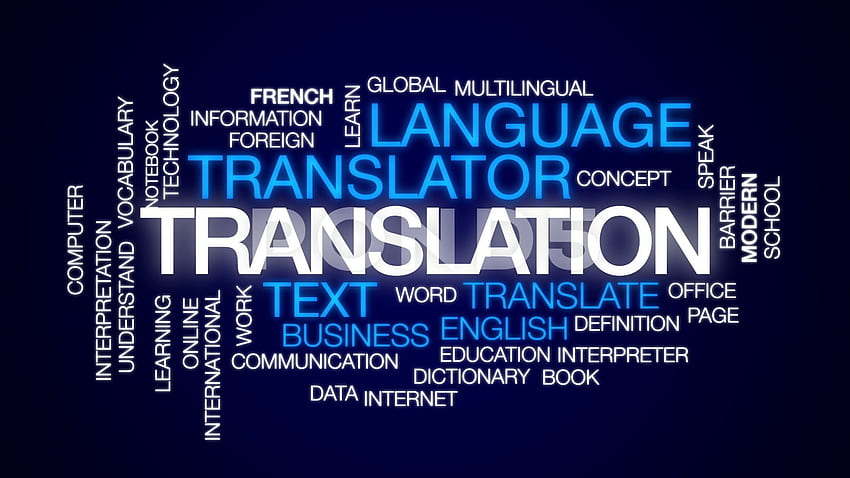 GLOBAL
MULTILINGUAL
FRENCH
LEARN
LANGUAGE
INFORMATION
FOREIGN
TECHNOLOGY
NOTEBOOK
VOCABULARY
TRANSLATOR
CONCEPT
SPEAK
BARRIER
MODERN
SCHOOL
COMPUTER
TRANSLATION
POND5
INTERPRETATION
UNDERSTAND
LEARNING
ONLINE
INTERNATIONAL
WORK
TEXT
WORD
TRANSLATE
OFFICE
BUSINESS
ENGLISH
DEFINITION
PAGE
COMMUNICATION
EDUCATION
INTERPRETER
DICTIONARY
BOOK
DATA
INTERNET